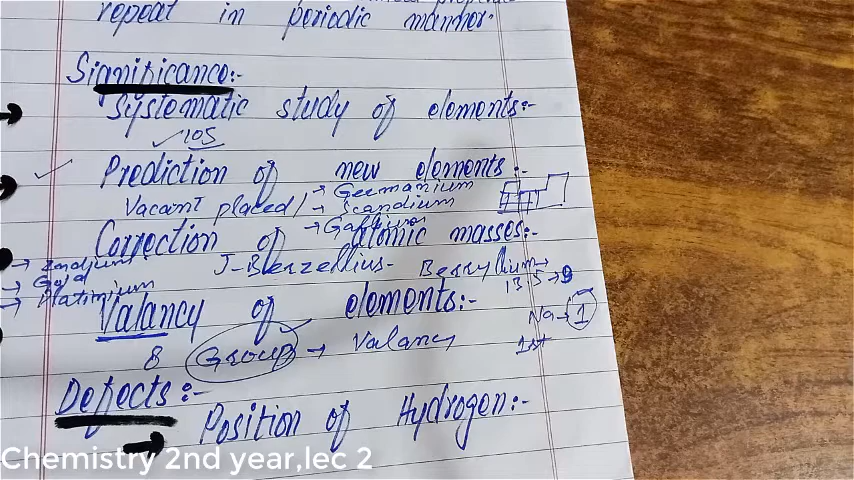 repeat in periodic manner.
Significance:-
Systematic study of elements:-
105
Prediction of new elements:-
Vacant placed / → Germanium
→ Scandium
→ Gallium
Correction of atomic masses:-
→ Indium
→ Gold
→ Platinium
J-Berzellius- Beryllium→
13.5 → 9
Valancy of elements:-
Na→ 1
8 Group → Valancy 1st
Defects:-
Position of Hydrogen:-
Chemistry 2nd year,lec 2